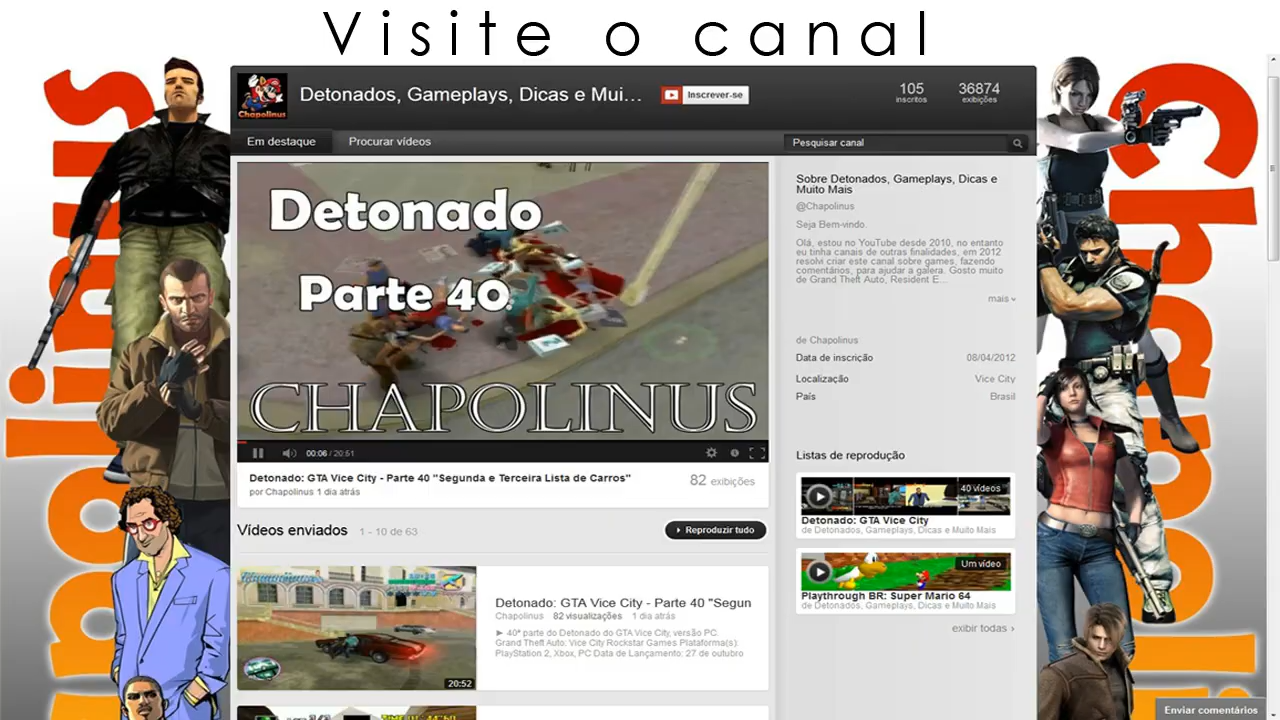 Visite o canal
Chapolinus
Detonados, Gameplays, Dicas e Mui...
Inscrever-se
105
inscritos
36874
exibições
Em destaque
Procurar vídeos
Pesquisar canal
Detonado
Parte 40
CHAPOLINUS
00:06 / 20:51
Detonado: GTA Vice City - Parte 40 "Segunda e Terceira Lista de Carros"
por Chapolinus 1 dia atrás
82 exibições
Vídeos enviados
1 - 10 de 63
Reproduzir tudo
20:52
Detonado: GTA Vice City - Parte 40 "Segun
Chapolinus 82 visualizações 1 dia atrás
► 40ª parte do Detonado do GTA Vice City, versão PC.
Grand Theft Auto: Vice City Rockstar Games Plataforma(s):
PlayStation 2, Xbox, PC Data de Lançamento: 27 de outubro
Sobre Detonados, Gameplays, Dicas e
Muito Mais
@Chapolinus
Seja Bem-vindo.
Olá, estou no YouTube desde 2010, no entanto
eu tinha canais de outras finalidades, em 2012
resolvi criar este canal sobre games, fazendo
comentários, para ajudar a galera. Gosto muito
de Grand Theft Auto, Resident E...
mais
de Chapolinus
Data de inscrição 08/04/2012
Localização Vice City
País Brasil
Listas de reprodução
40 vídeos
Detonado: GTA Vice City
de Detonados, Gameplays, Dicas e Muito Mais
Um vídeo
Playthrough BR: Super Mario 64
de Detonados, Gameplays, Dicas e Muito Mais
exibir todas ›
Enviar comentários
Chapolinus
Chapolinus